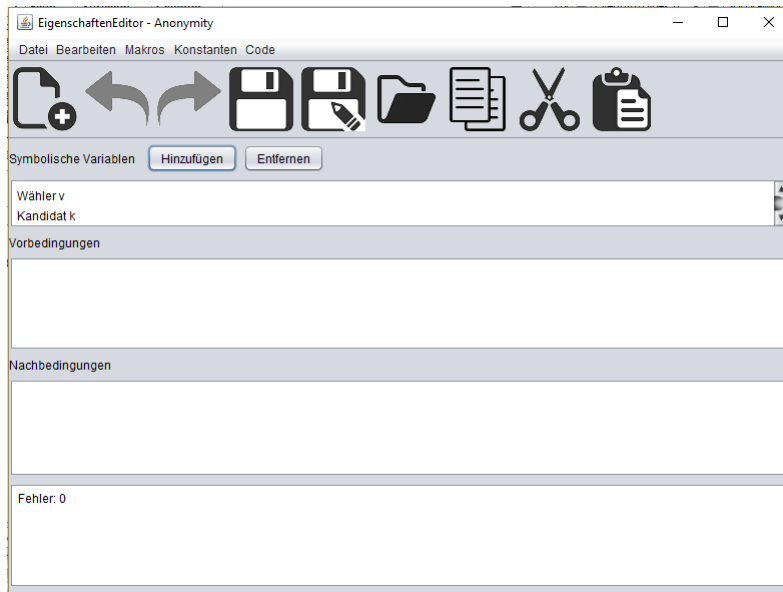 EigenschaftenEditor - Anonymity
Datei Bearbeiten Makros Konstanten Code
Symbolische Variablen Hinzufügen Entfernen
Wähler v
Kandidat k
Vorbedingungen
Nachbedingungen
Fehler: 0